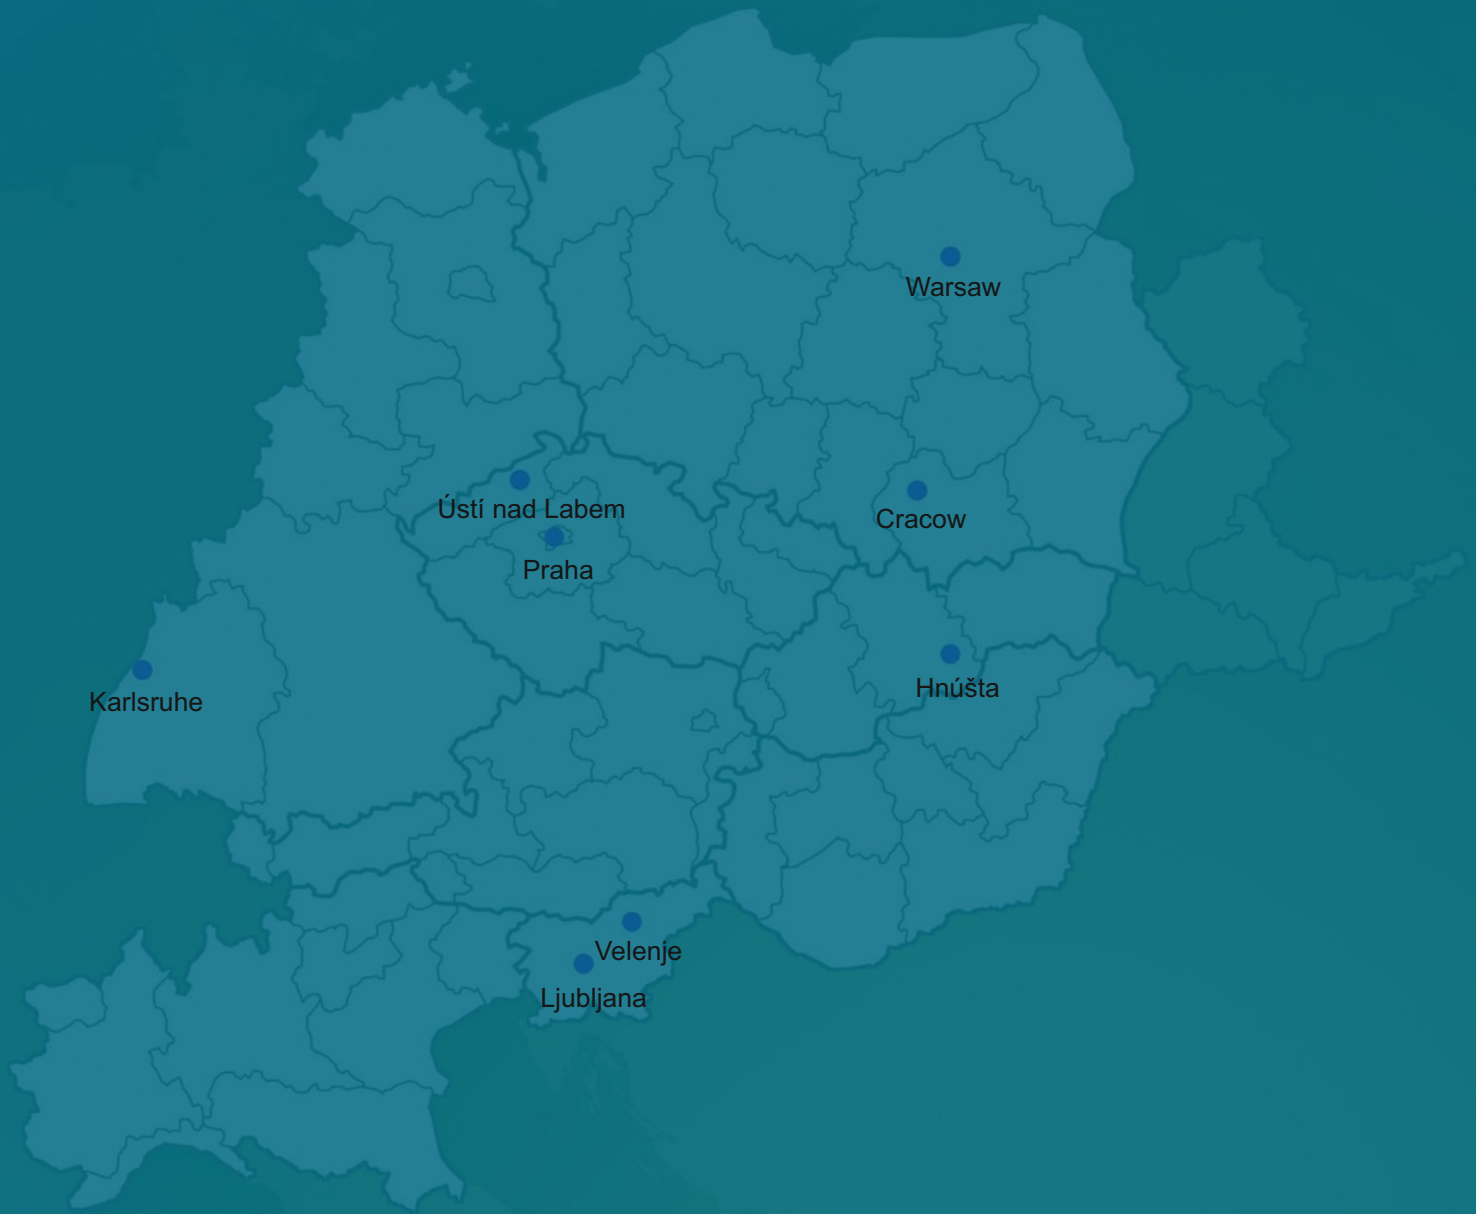 Warsaw
Ústí nad Labem
Cracow
Praha
Karlsruhe
Hnúšta
Velenje
Ljubljana